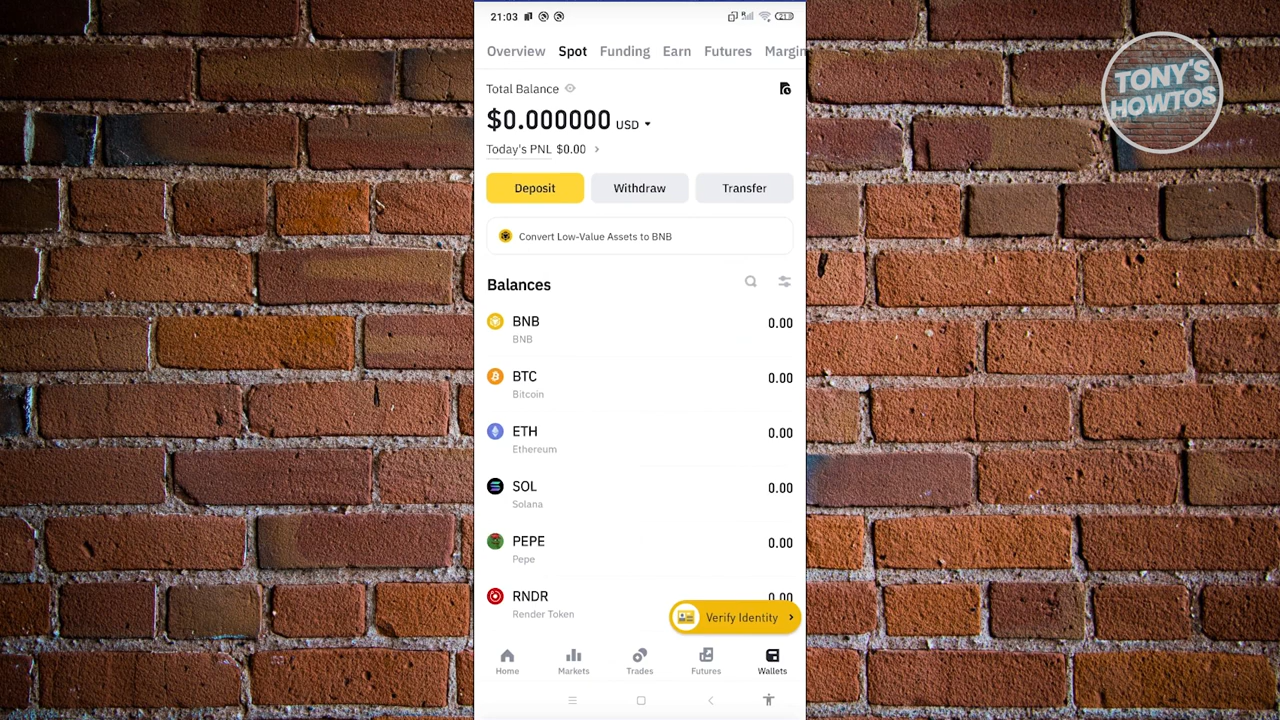 21:03
21
Overview Spot Funding Earn Futures Margin
Total Balance
$0.000000 USD
Today's PNL $0.00
Deposit Withdraw Transfer
Convert Low-Value Assets to BNB
Balances
BNB 0.00
BNB
BTC 0.00
Bitcoin
ETH 0.00
Ethereum
SOL 0.00
Solana
PEPE 0.00
Pepe
RNDR 0.00
Render Token
Verify Identity
Home Markets Trades Futures Wallets
TONY'S
HOWTOS